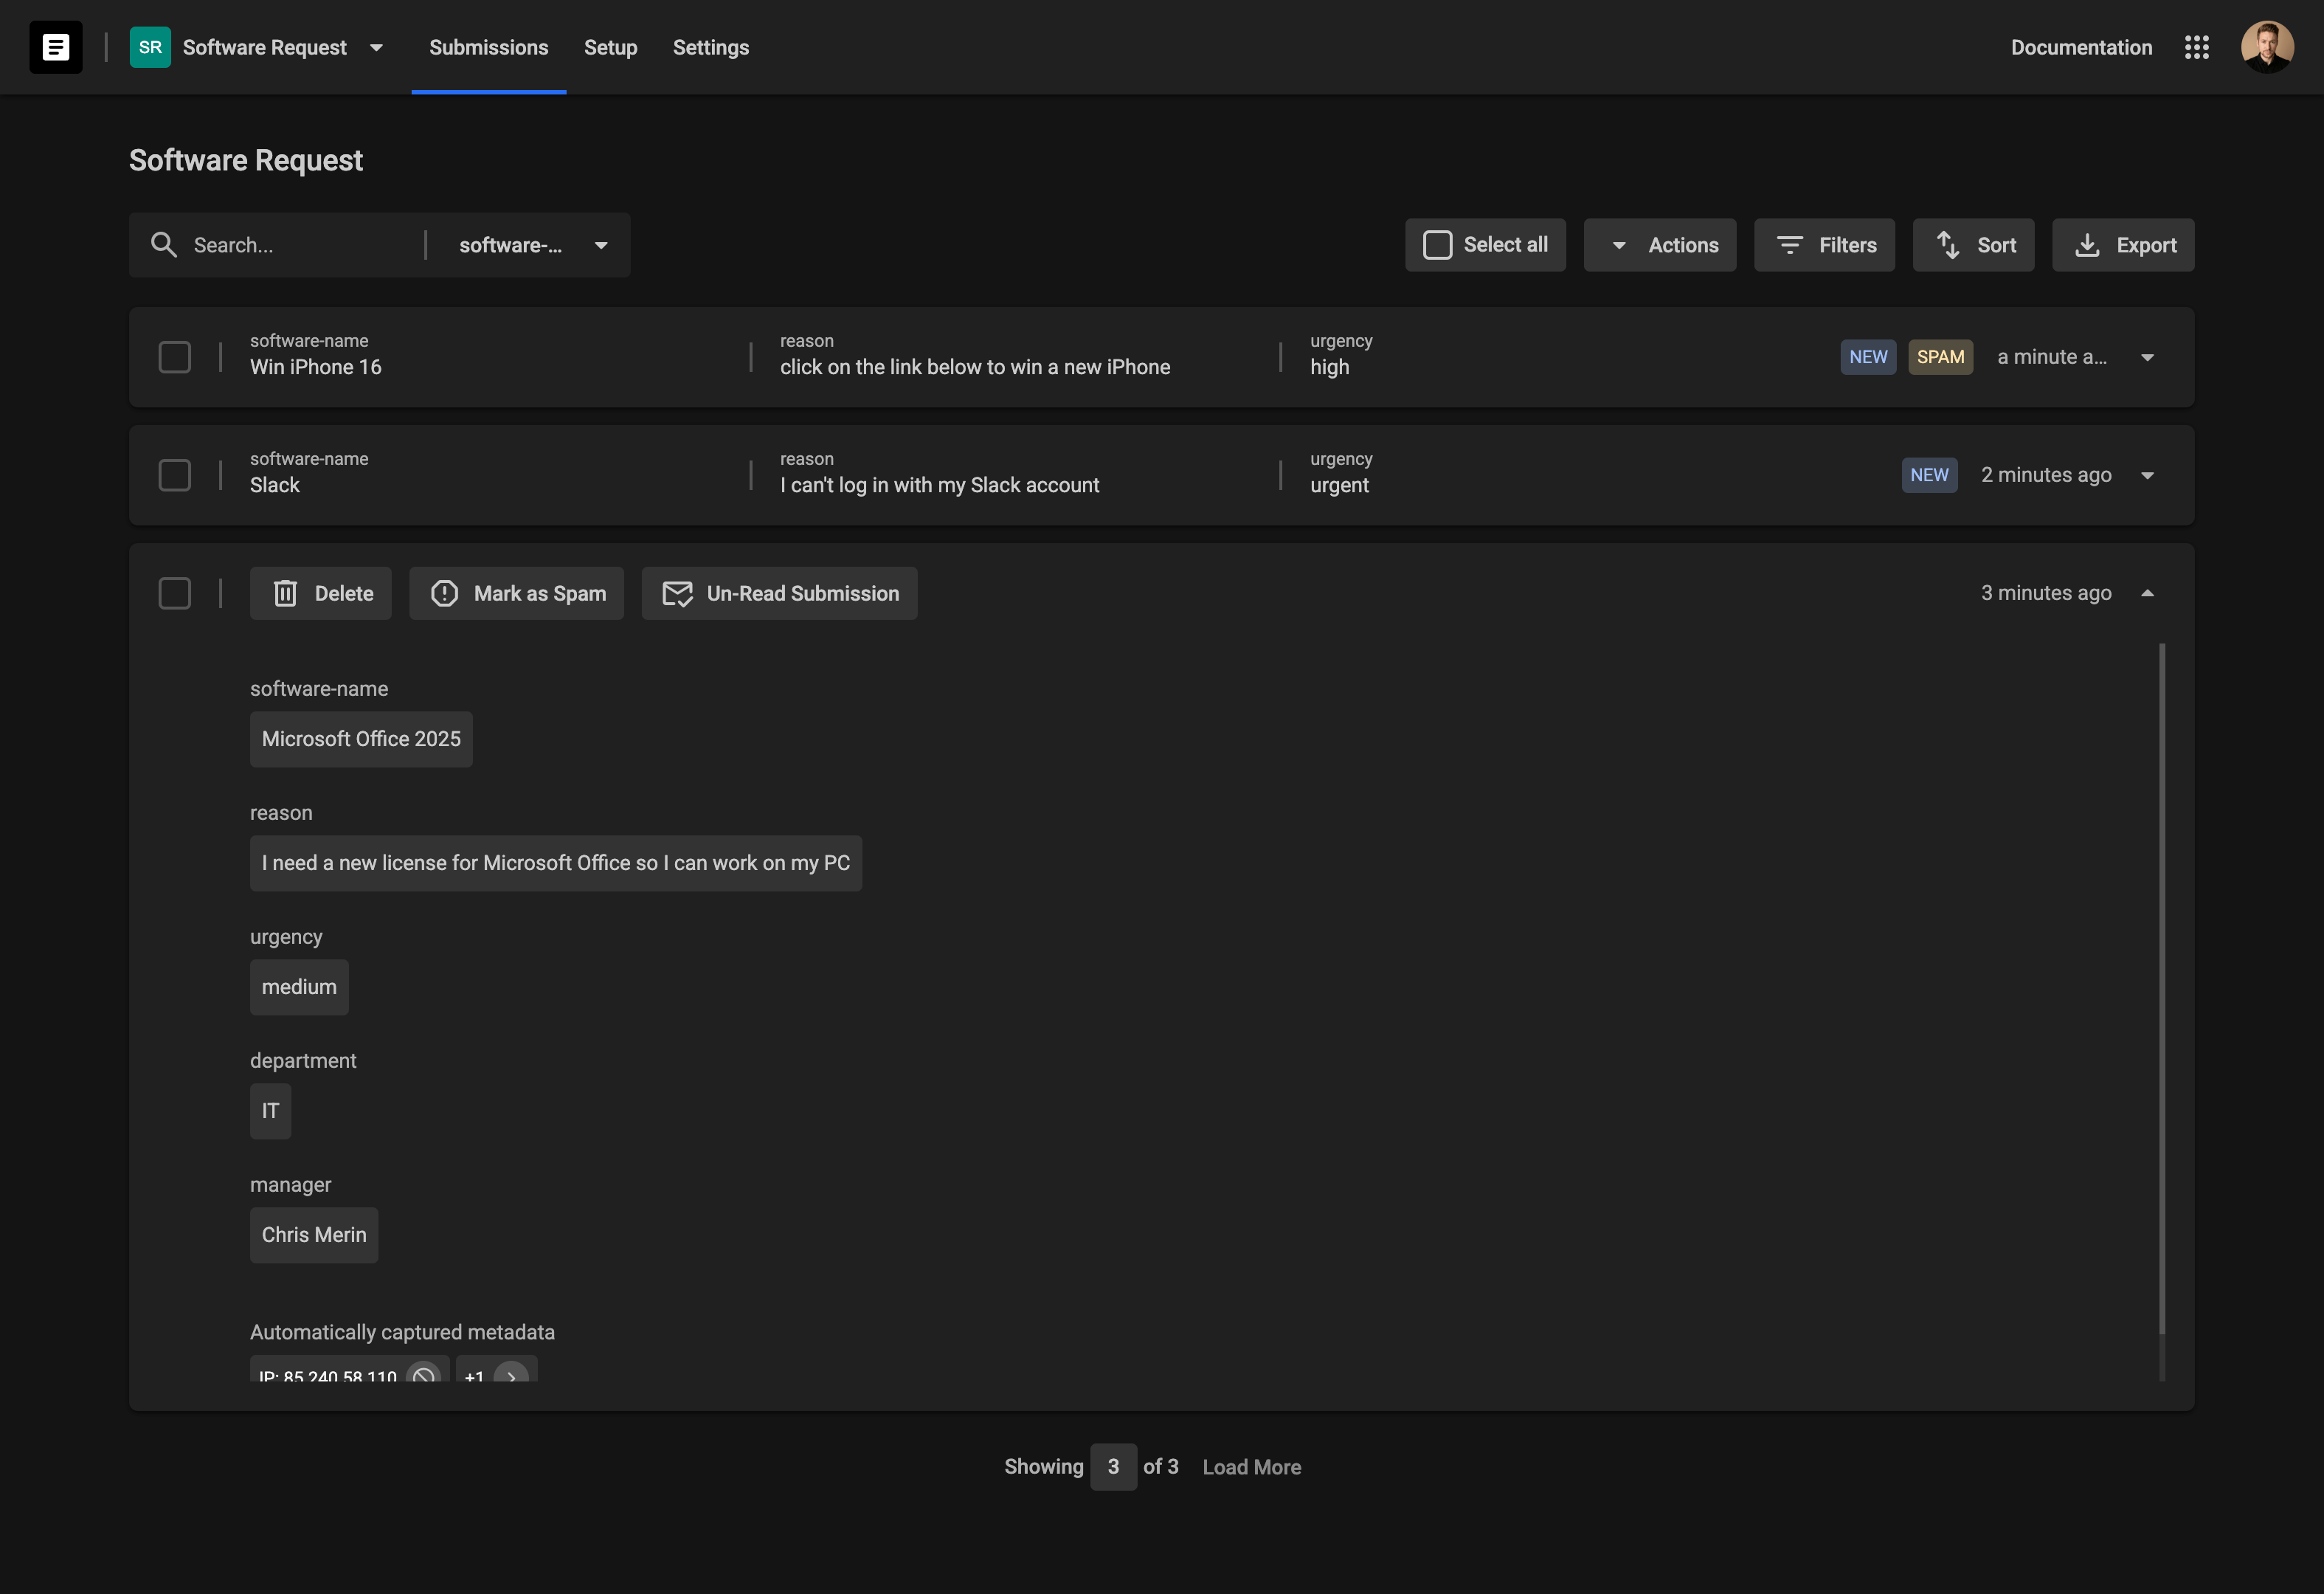 SR Software Request Submissions Setup Settings Documentation
Software Request
Search... software-... Select all Actions Filters Sort Export
software-name reason urgency
Win iPhone 16 click on the link below to win a new iPhone high NEW SPAM a minute a...
software-name reason urgency
Slack I can't log in with my Slack account urgent NEW 2 minutes ago
Delete Mark as Spam Un-Read Submission 3 minutes ago
software-name
Microsoft Office 2025
reason
I need a new license for Microsoft Office so I can work on my PC
urgency
medium
department
IT
manager
Chris Merin
Automatically captured metadata
IP: 85.240.58.110 +1
Showing 3 of 3 Load More